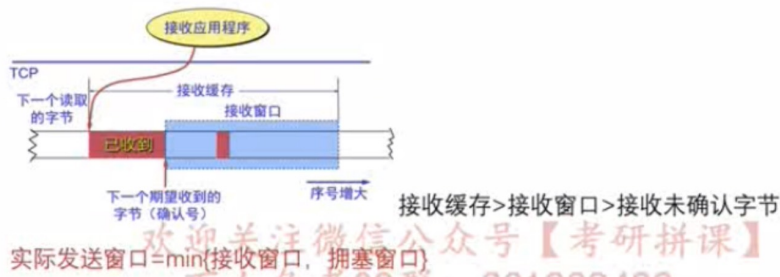 接收应用程序
TCP
下一个读取
的字节
接收缓存
接收窗口
已收到
下一个期望收到的
字节（确认号）
序号增大
接收缓存>接收窗口>接收未确认字节
欢迎关注微信公众号【考研拼课】
实际发送窗口=min{接收窗口，拥塞窗口}